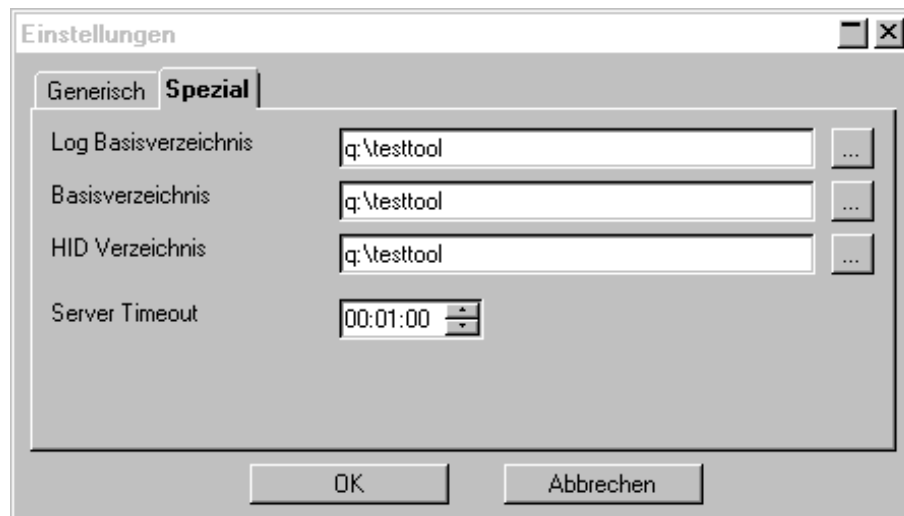 Einstellungen
Generisch Spezial
Log Basisverzeichnis q:\testtool ...
Basisverzeichnis q:\testtool ...
HID Verzeichnis q:\testtool ...
Server Timeout 00:01:00
OK Abbrechen